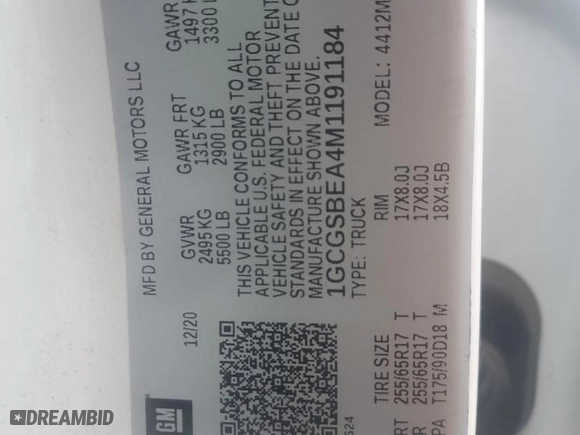 GM
MFD BY GENERAL MOTORS LLC
12/20
GVWR GAWR FRT GAWR
2495 KG 1315 KG 1497 K
5500 LB 2900 LB 3300
THIS VEHICLE CONFORMS TO ALL
APPLICABLE U.S. FEDERAL MOTOR
VEHICLE SAFETY AND THEFT PREVENT
STANDARDS IN EFFECT ON THE DATE O
MANUFACTURE SHOWN ABOVE.
1GCGSBEA4M1191184
TYPE: TRUCK 4412M
TIRE SIZE RIM
RT 255/65R17 T 17X8.0J
R 255/65R17 T 17X8.0J
PA T175/90D18 M 18X4.5B
DREAMBID